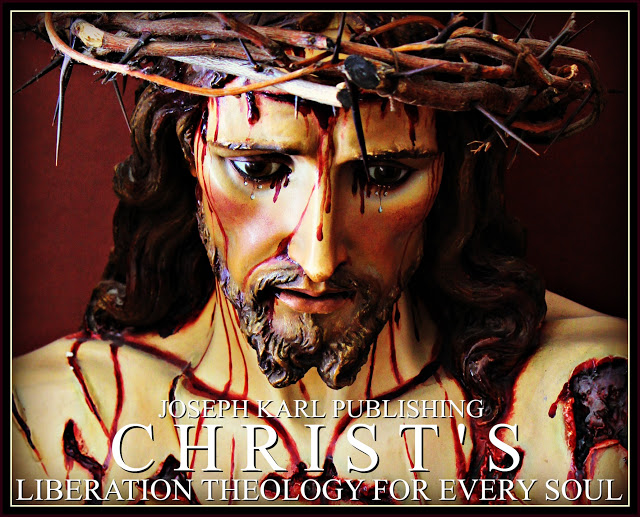 JOSEPH KARL PUBLISHING
CHRIST'S
LIBERATION THEOLOGY FOR EVERY SOUL